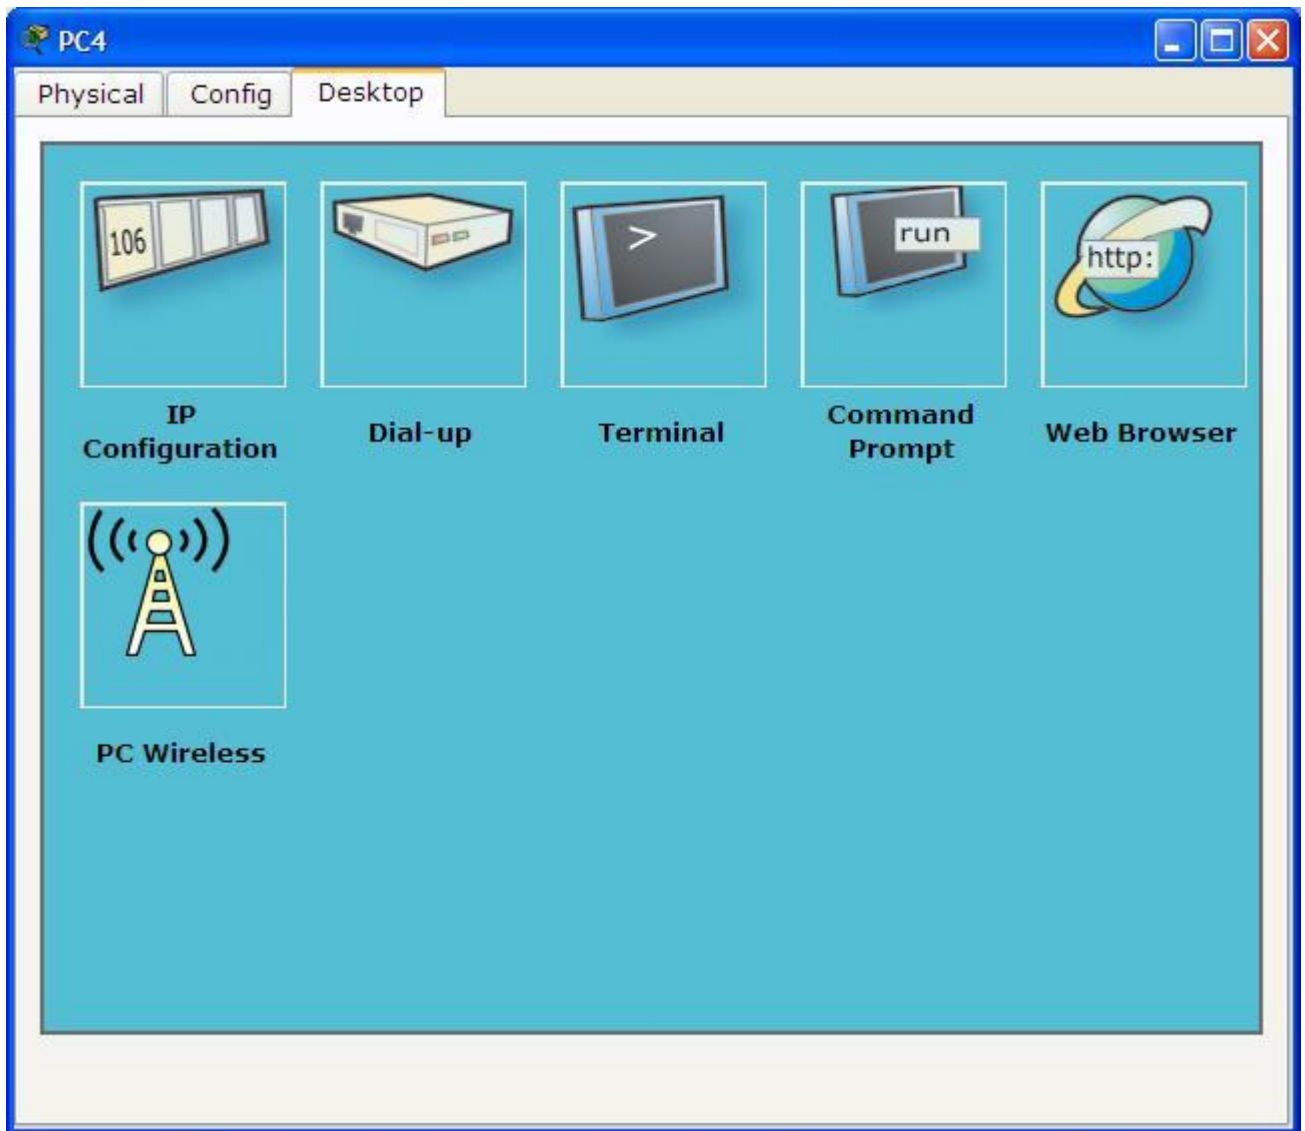 PC4
Physical
Config
Desktop
106
>
run
http:
IP
Configuration
Dial-up
Terminal
Command
Prompt
Web Browser
PC Wireless